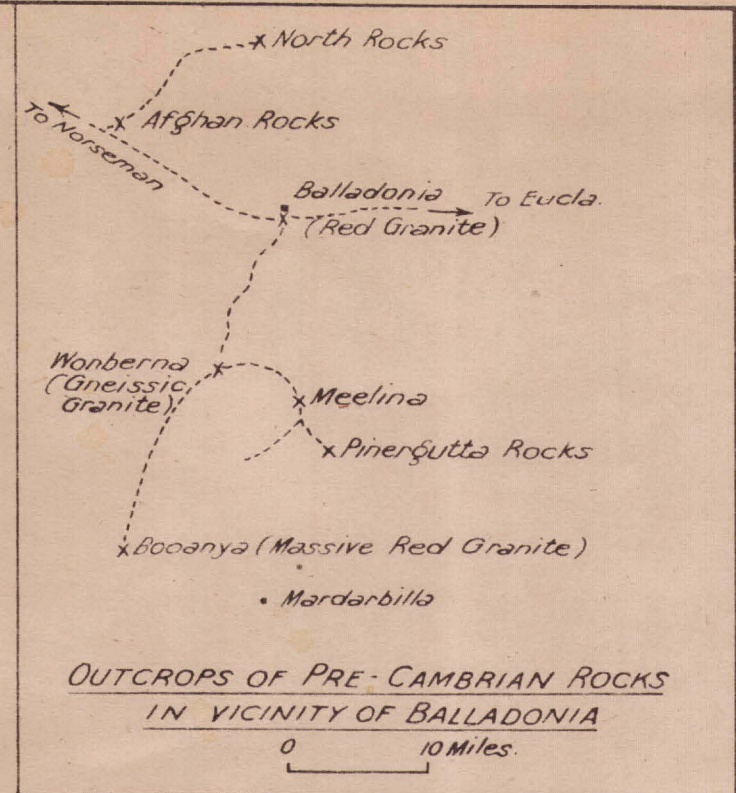 North Rocks
Afghan Rocks
To Norseman
Balladonia
To Eucla.
(Red Granite)
Wonberna
(Gneissic
Granite)
Meelina
Pinergutta Rocks
Booanya (Massive Red Granite)
Mardarbilla
OUTCROPS OF PRE-CAMBRIAN ROCKS
IN VICINITY OF BALLADONIA
0 10 Miles.